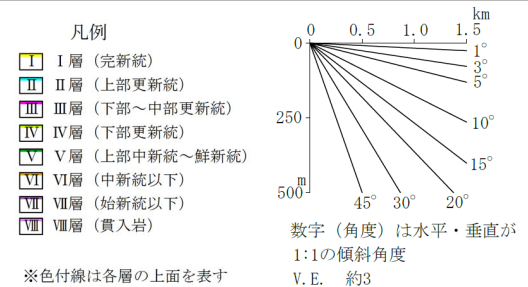 凡例
Ⅰ Ⅰ層（完新統）
Ⅱ Ⅱ層（上部更新統）
Ⅲ Ⅲ層（下部～中部更新統）
Ⅳ Ⅳ層（下部更新統）
Ⅴ Ⅴ層（上部中新統～鮮新統）
Ⅵ Ⅵ層（中新統以下）
Ⅶ Ⅶ層（始新統以下）
Ⅷ Ⅷ層（貫入岩）
※色付線は各層の上面を表す
km
0 0.5 1.0 1.5
0
1°
3°
5°
250
10°
15°
m
500
45° 30° 20°
数字（角度）は水平・垂直が
1:1の傾斜角度
V.E. 約3